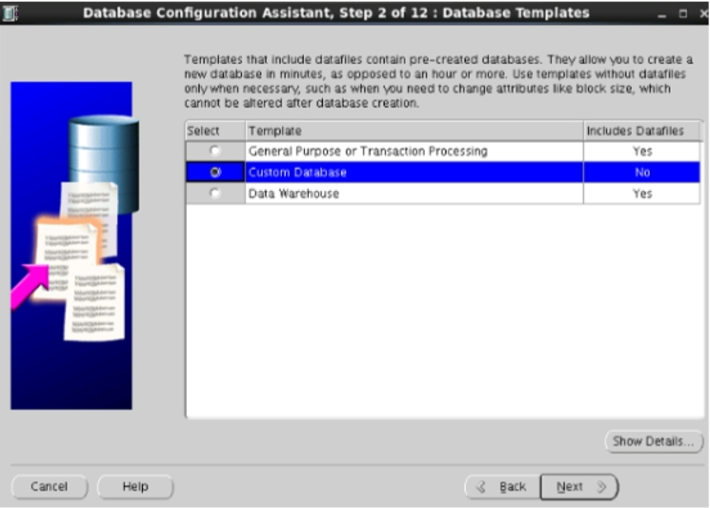 Database Configuration Assistant, Step 2 of 12 : Database Templates
Templates that include datafiles contain pre-created databases. They allow you to create a
new database in minutes, as opposed to an hour or more. Use templates without datafiles
only when necessary, such as when you need to change attributes like block size, which
cannot be altered after database creation.
Select Template Includes Datafiles
General Purpose or Transaction Processing Yes
Custom Database No
Data Warehouse Yes
Show Details...
Cancel Help Back Next